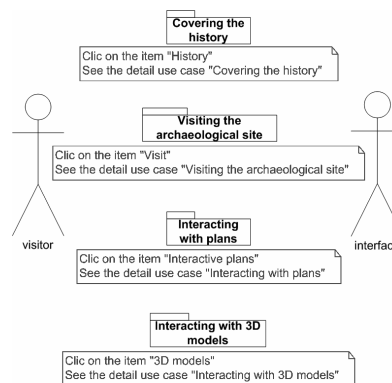 Covering the
history
Clic on the item "History"
See the detail use case "Covering the history"
Visiting the
archaeological site
Clic on the item "Visit"
See the detail use case "Visiting the archaeological site"
visitor
interfac
Interacting
with plans
Clic on the item "Interactive plans"
See the detail use case "Interacting with plans"
Interacting with 3D
models
Clic on the item "3D models"
See the detail use case "Interacting with 3D models"